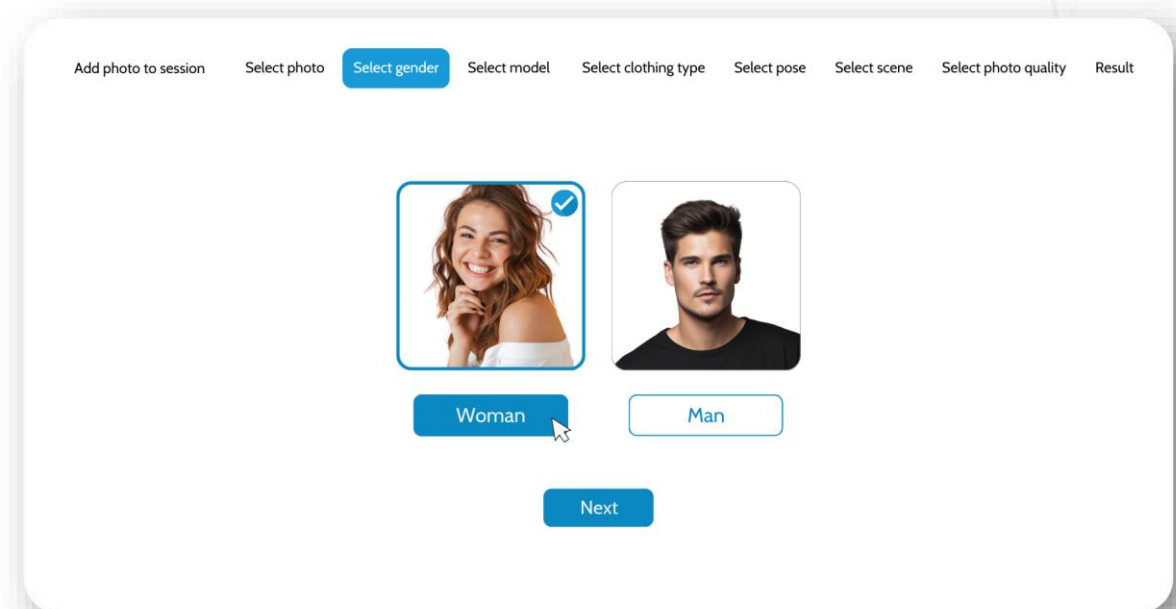 Add photo to session Select photo Select gender Select model Select clothing type Select pose Select scene Select photo quality Result
Woman Man
Next